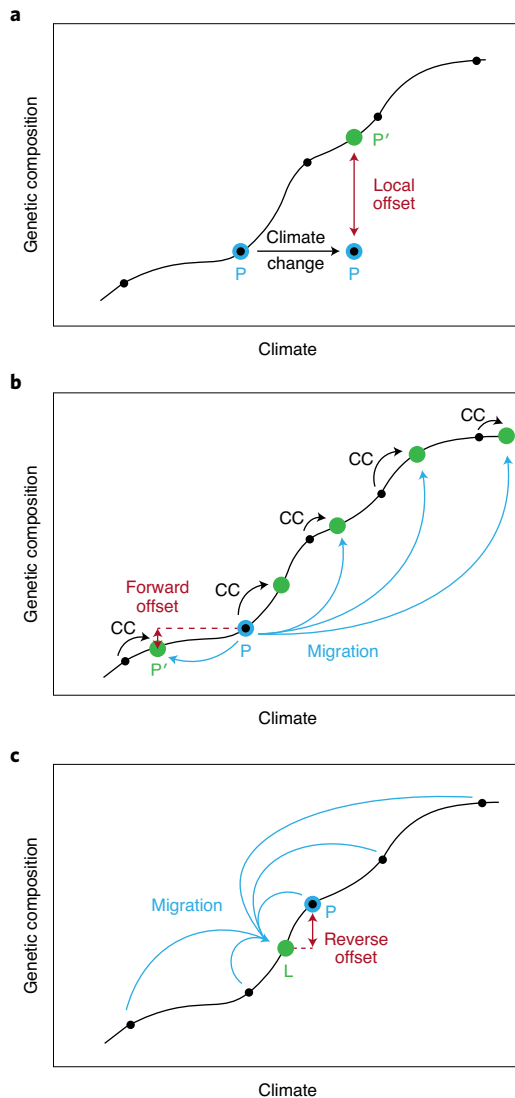 a
Genetic composition
P′
Local
offset
Climate
change
P
P
Climate
b
Genetic composition
CC
CC
CC
CC
CC
Forward
offset
P
P′
Migration
Climate
c
Genetic composition
Migration
P
Reverse
offset
L
Climate